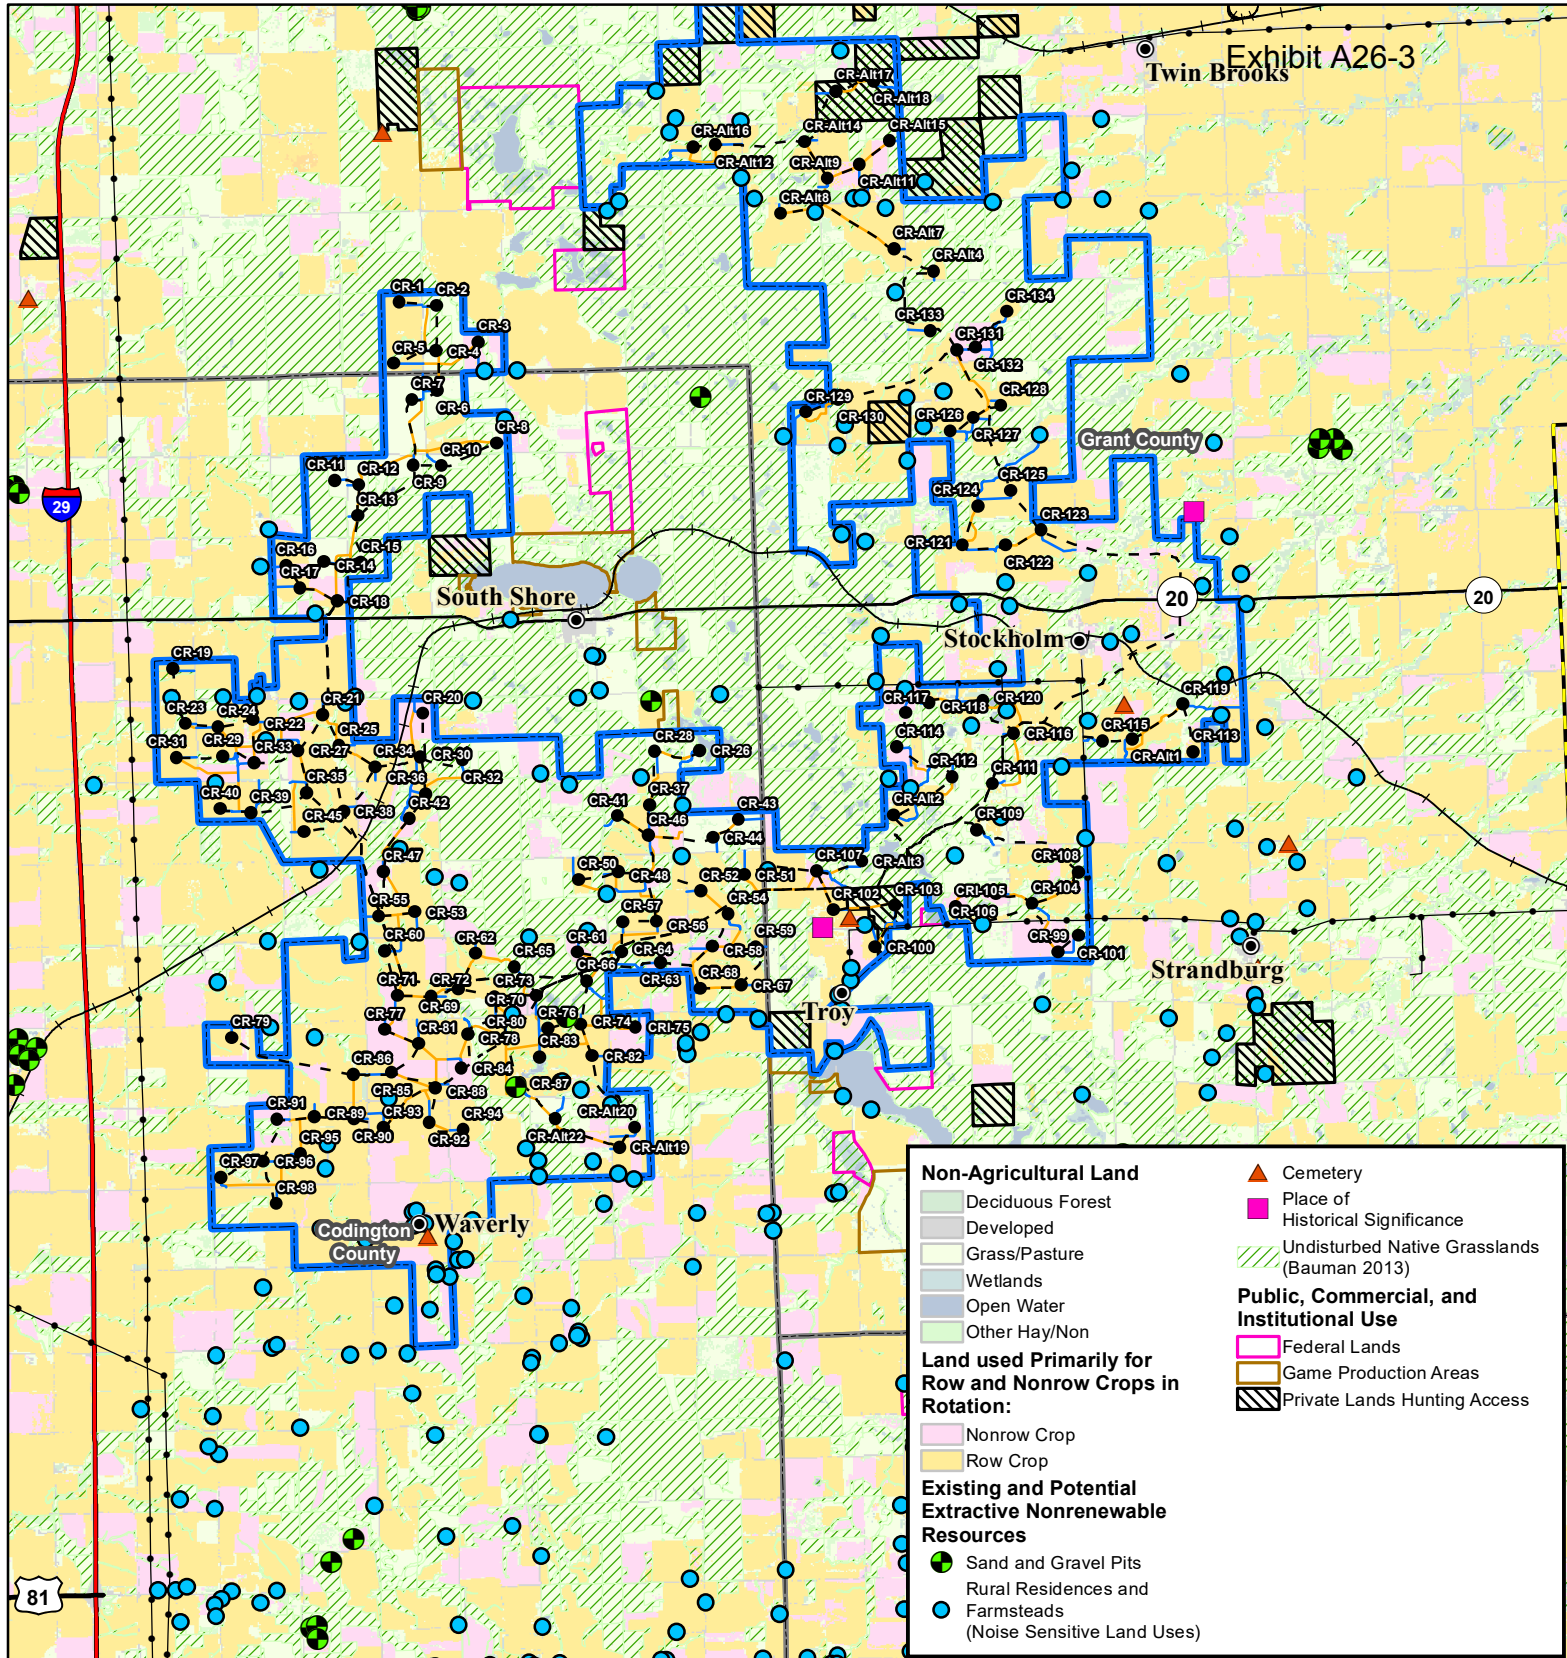 Exhibit A26-3
Twin Brooks
CR-Alt17
CR-Alt18
CR-Alt16
CR-Alt14
CR-Alt15
CR-Alt12
CR-Alt9
CR-Alt11
CR-Alt8
CR-Alt7
CR-Alt4
CR-1
CR-2
CR-134
CR-133
CR-3
CR-131
CR-5
CR-4
CR-132
CR-7
CR-6
CR-129
CR-128
CR-130
CR-126
CR-127
CR-8
Grant County
CR-10
CR-11
CR-12
CR-9
CR-125
CR-124
29
CR-13
CR-123
CR-16
CR-15
CR-121
CR-14
CR-122
CR-17
CR-18
South Shore
20
20
Stockholm
CR-19
CR-21
CR-20
CR-117
CR-120
CR-119
CR-23
CR-24
CR-22
CR-118
CR-25
CR-114
CR-116
CR-115
CR-113
CR-31
CR-29
CR-33
CR-27
CR-34
CR-30
CR-28
CR-26
CR-Alt1
CR-35
CR-36
CR-32
CR-112
CR-111
CR-40
CR-39
CR-42
CR-37
CR-41
CR-43
CR-Alt2
CR-45
CR-38
CR-46
CR-44
CR-109
CR-47
CR-50
CR-48
CR-52
CR-51
CR-107
CR-Alt3
CR-108
CR-55
CR-53
CR-57
CR-54
CR-102
CR-103
CRI-105
CR-104
CR-106
CR-60
CR-62
CR-65
CR-61
CR-56
CR-59
CR-64
CR-58
CR-100
CR-99
CR-101
CR-71
CR-72
CR-73
CR-66
CR-63
CR-68
CR-67
Strandburg
CR-69
CR-70
CR-77
CR-76
CR-74
CRI-75
Troy
CR-79
CR-81
CR-80
CR-78
CR-83
CR-82
CR-86
CR-84
CR-85
CR-88
CR-87
CR-91
CR-89
CR-93
CR-94
CR-Alt20
CR-95
CR-90
CR-92
CR-Alt22
CR-Alt19
CR-97
CR-96
CR-98
Codington
County
Waverly
81
Non-Agricultural Land
Deciduous Forest
Developed
Grass/Pasture
Wetlands
Open Water
Other Hay/Non
Land used Primarily for
Row and Nonrow Crops in
Rotation:
Nonrow Crop
Row Crop
Existing and Potential
Extractive Nonrenewable
Resources
Sand and Gravel Pits
Rural Residences and
Farmsteads
(Noise Sensitive Land Uses)
Cemetery
Place of
Historical Significance
Undisturbed Native Grasslands
(Bauman 2013)
Public, Commercial, and
Institutional Use
Federal Lands
Game Production Areas
Private Lands Hunting Access